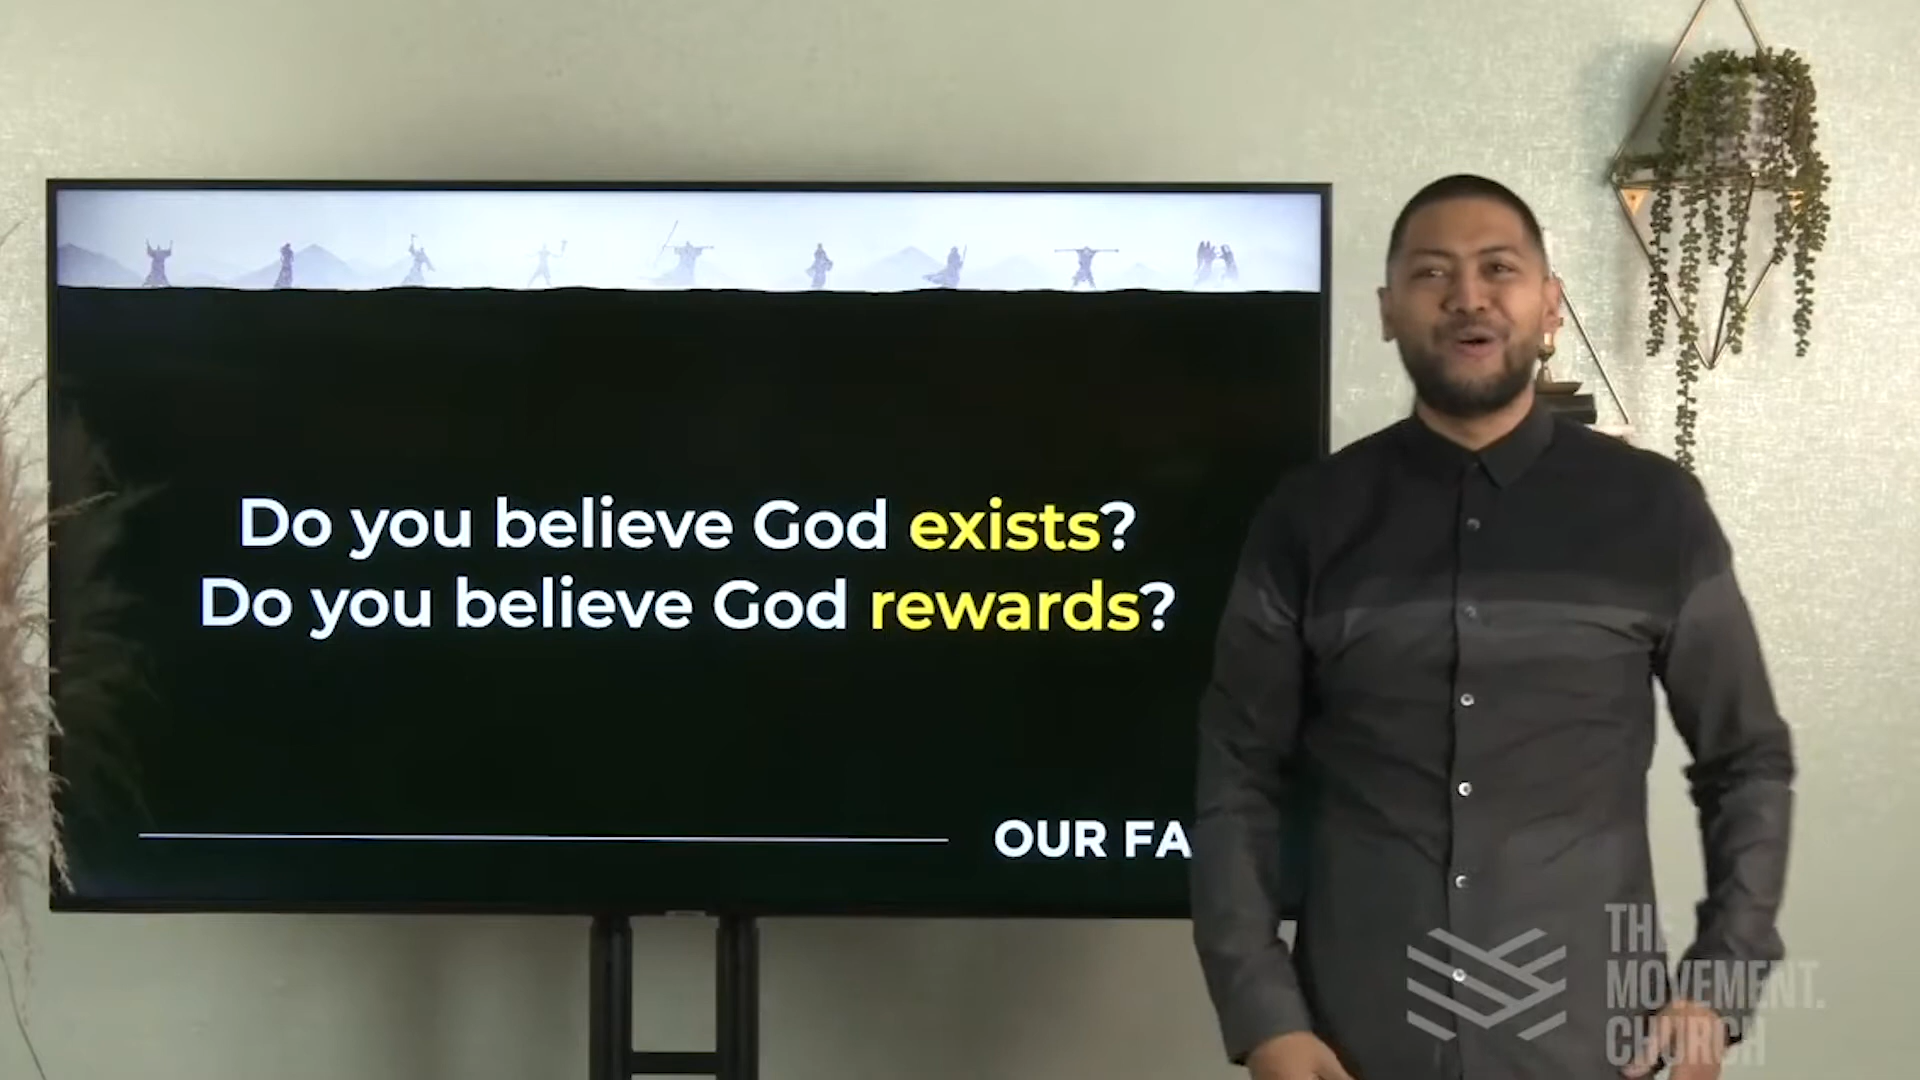 Do you believe God exists?
Do you believe God rewards?
OUR FA
THE
MOVEMENT.
CHURCH